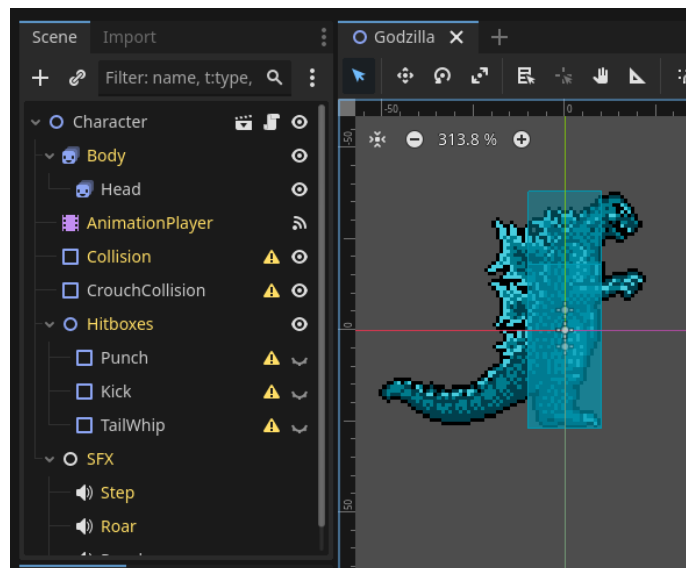 Scene Import
Godzilla
Filter: name, t:type,
Character
Body
Head
AnimationPlayer
Collision
CrouchCollision
Hitboxes
Punch
Kick
TailWhip
SFX
Step
Roar
-50
0
313.8 %
-50
0
50